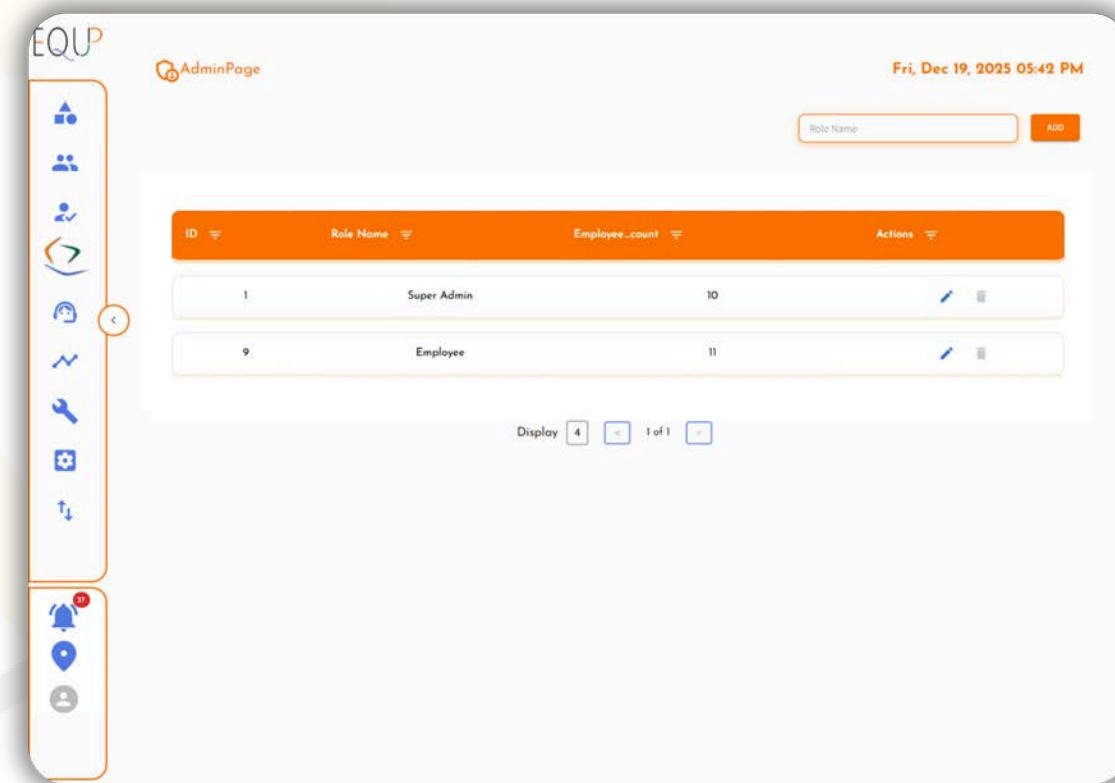 EQUP
AdminPage
Fri, Dec 19, 2025 05:42 PM
Role Name
ADD
ID Role Name Employee_count Actions
1 Super Admin 10
9 Employee 11
Display 4 < 1 of 1 >
37